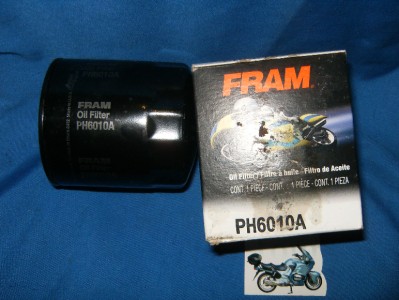 FRAM
Oil Filter
PH6010A
FRAM
Oil Filter / Filtre à huile - Filtro de Aceite
CONT. 1 PIECE - CONT. 1 PIÈCE - CONT. 1 PIEZA
PH6010A